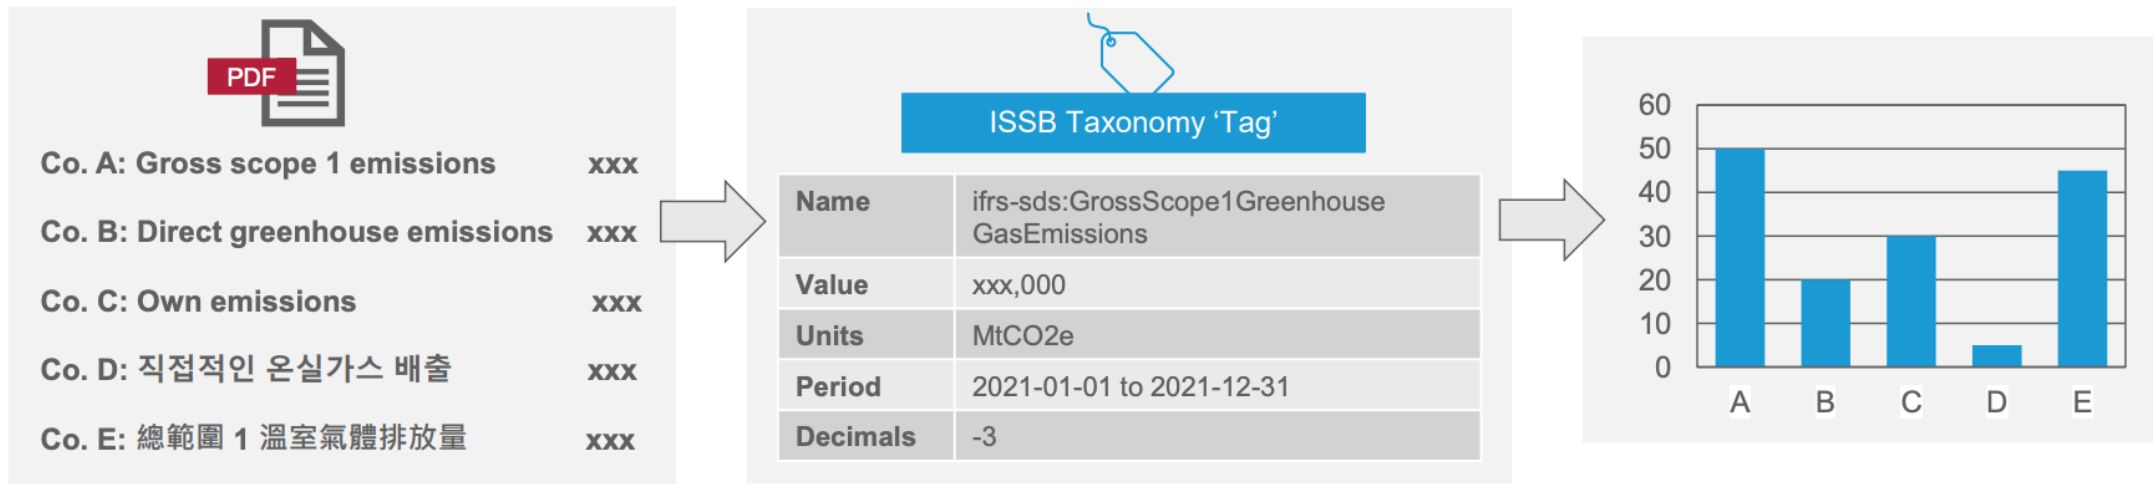 PDF
Co. A: Gross scope 1 emissions xxx
Co. B: Direct greenhouse emissions xxx
Co. C: Own emissions xxx
Co. D: 직접적인 온실가스 배출 xxx
Co. E: 總範圍 1 溫室氣體排放量 xxx
ISSB Taxonomy ‘Tag’
Name ifrs-sds:GrossScope1Greenhouse
GasEmissions
Value xxx,000
Units MtCO2e
Period 2021-01-01 to 2021-12-31
Decimals -3
60
50
40
30
20
10
0
A B C D E